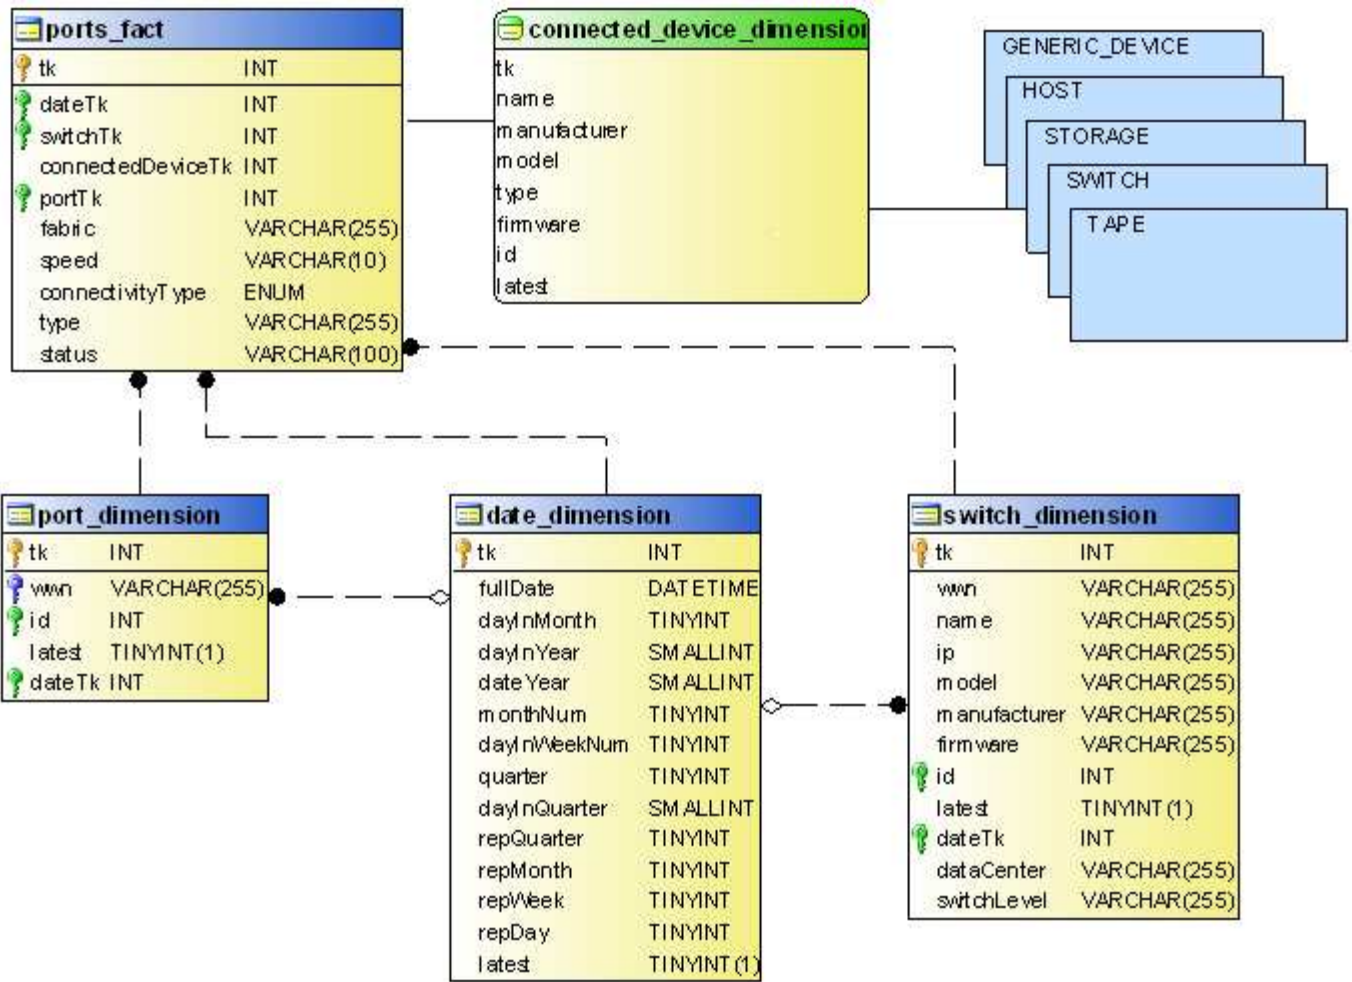 ports_fact
tk INT
dateTk INT
switchTk INT
connectedDeviceTk INT
portTk INT
fabric VARCHAR(255)
speed VARCHAR(10)
connectivityType ENUM
type VARCHAR(255)
status VARCHAR(100)
connected_device_dimension
tk
name
manufacturer
model
type
firmware
id
latest
GENERIC_DEVICE
HOST
STORAGE
SWITCH
TAPE
port_dimension
tk INT
wwn VARCHAR(255)
id INT
latest TINYINT(1)
dateTk INT
date_dimension
tk INT
fullDate DATETIME
dayInMonth TINYINT
dayInYear SMALLINT
dateYear SMALLINT
monthNum TINYINT
dayInWeekNum TINYINT
quarter TINYINT
dayInQuarter SMALLINT
repQuarter TINYINT
repMonth TINYINT
repWeek TINYINT
repDay TINYINT
latest TINYINT(1)
switch_dimension
tk INT
wwn VARCHAR(255)
name VARCHAR(255)
ip VARCHAR(255)
model VARCHAR(255)
manufacturer VARCHAR(255)
firmware VARCHAR(255)
id INT
latest TINYINT(1)
dateTk INT
dataCenter VARCHAR(255)
switchLevel VARCHAR(255)